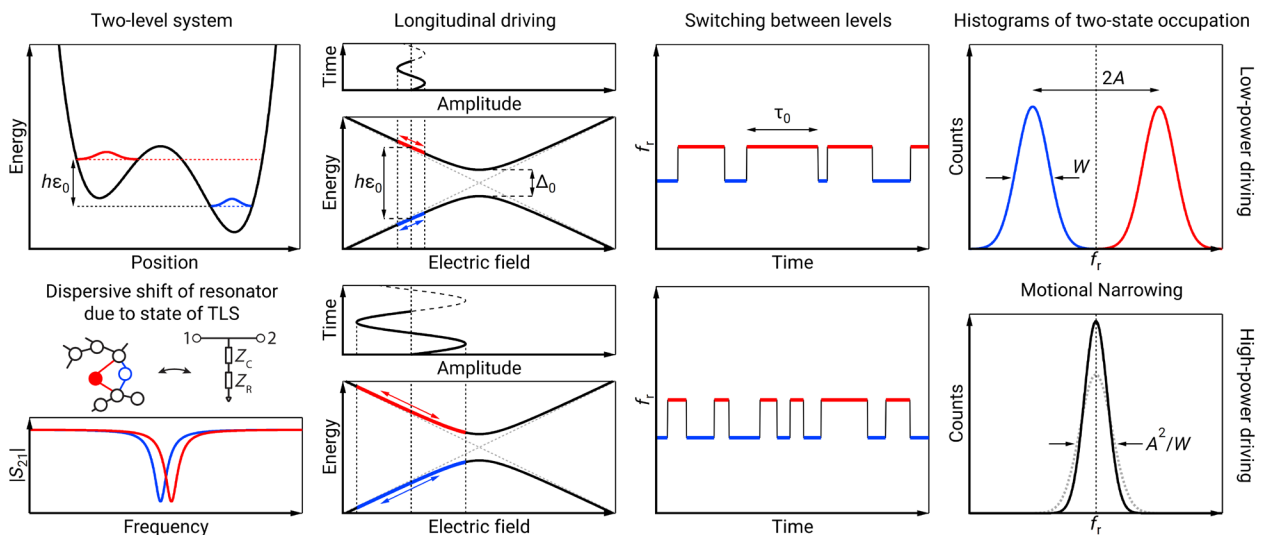 Two-level system
Longitudinal driving
Switching between levels
Histograms of two-state occupation
Energy
hε₀
Position
Time
Amplitude
Energy
hε₀
Δ₀
Electric field
fᵣ
τ₀
Time
Counts
2A
W
fᵣ
Low-power driving
Dispersive shift of resonator
due to state of TLS
1
2
Z_C
Z_R
|S₂₁|
Frequency
Time
Amplitude
Energy
Electric field
fᵣ
Time
Motional Narrowing
Counts
A²/W
fᵣ
High-power driving